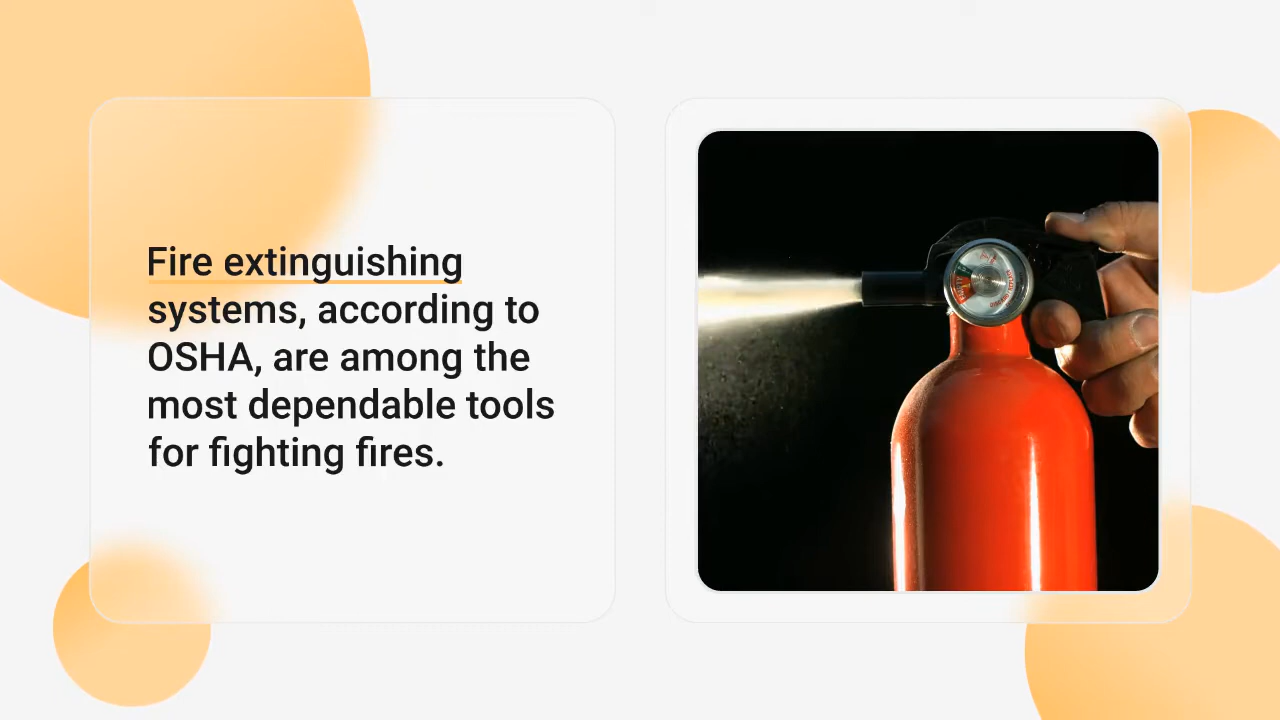 Fire extinguishing
systems, according to
OSHA, are among the
most dependable tools
for fighting fires.